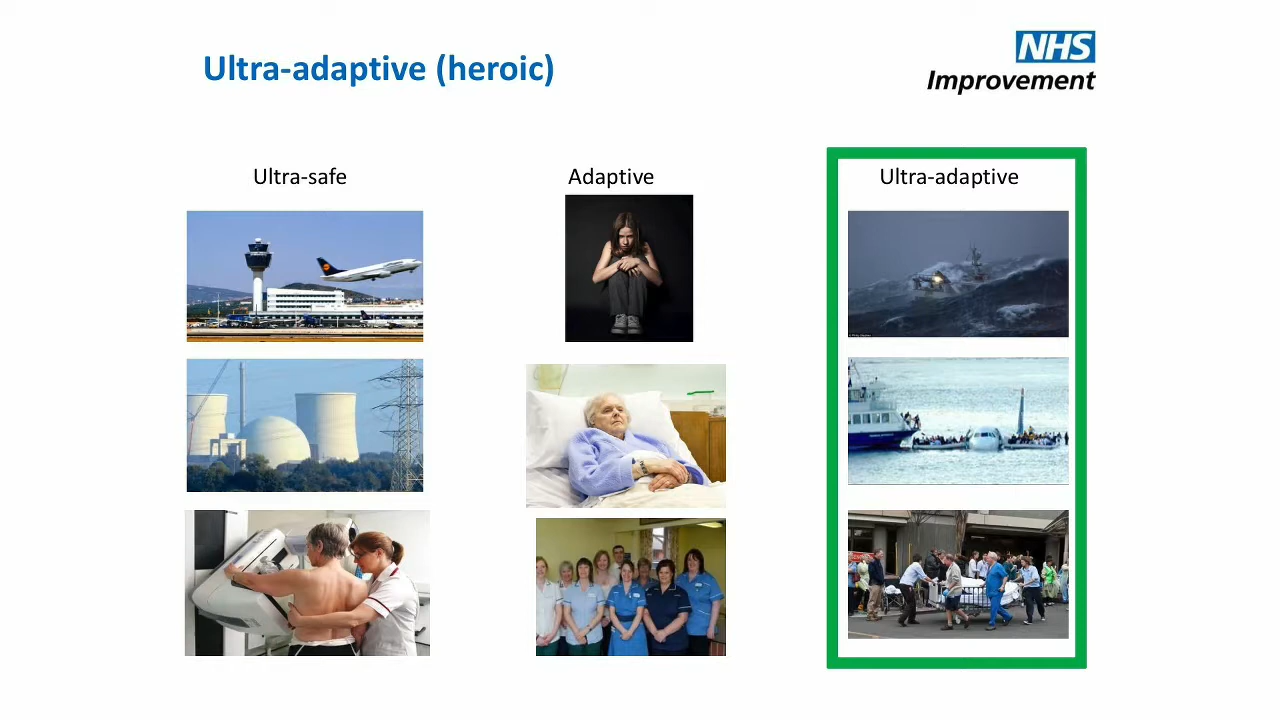 Ultra-adaptive (heroic)
NHS
Improvement
Ultra-safe
Adaptive
Ultra-adaptive